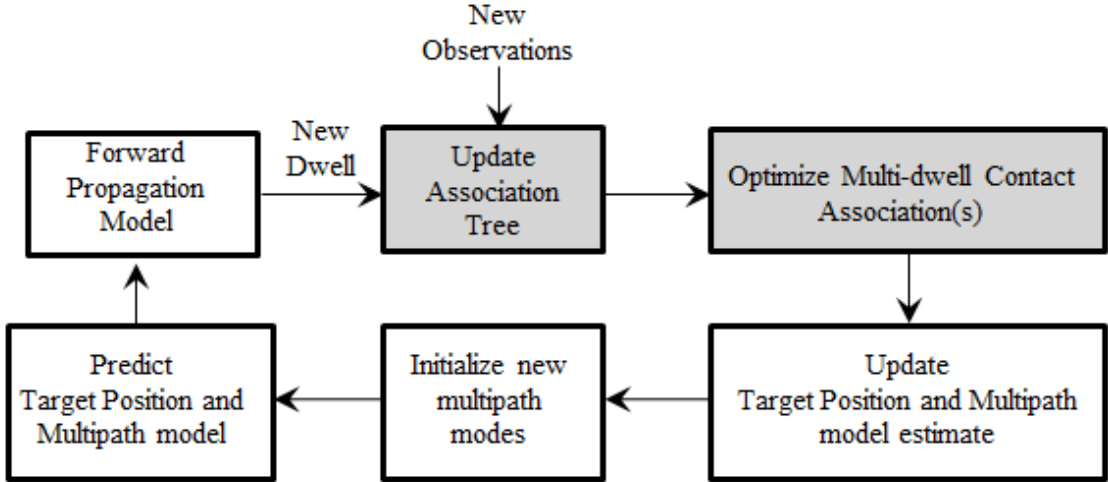 New
Observations
Forward
Propagation
Model
New
Dwell
Update
Association
Tree
Optimize Multi-dwell Contact
Association(s)
Predict
Target Position and
Multipath model
Initialize new
multipath
modes
Update
Target Position and Multipath
model estimate